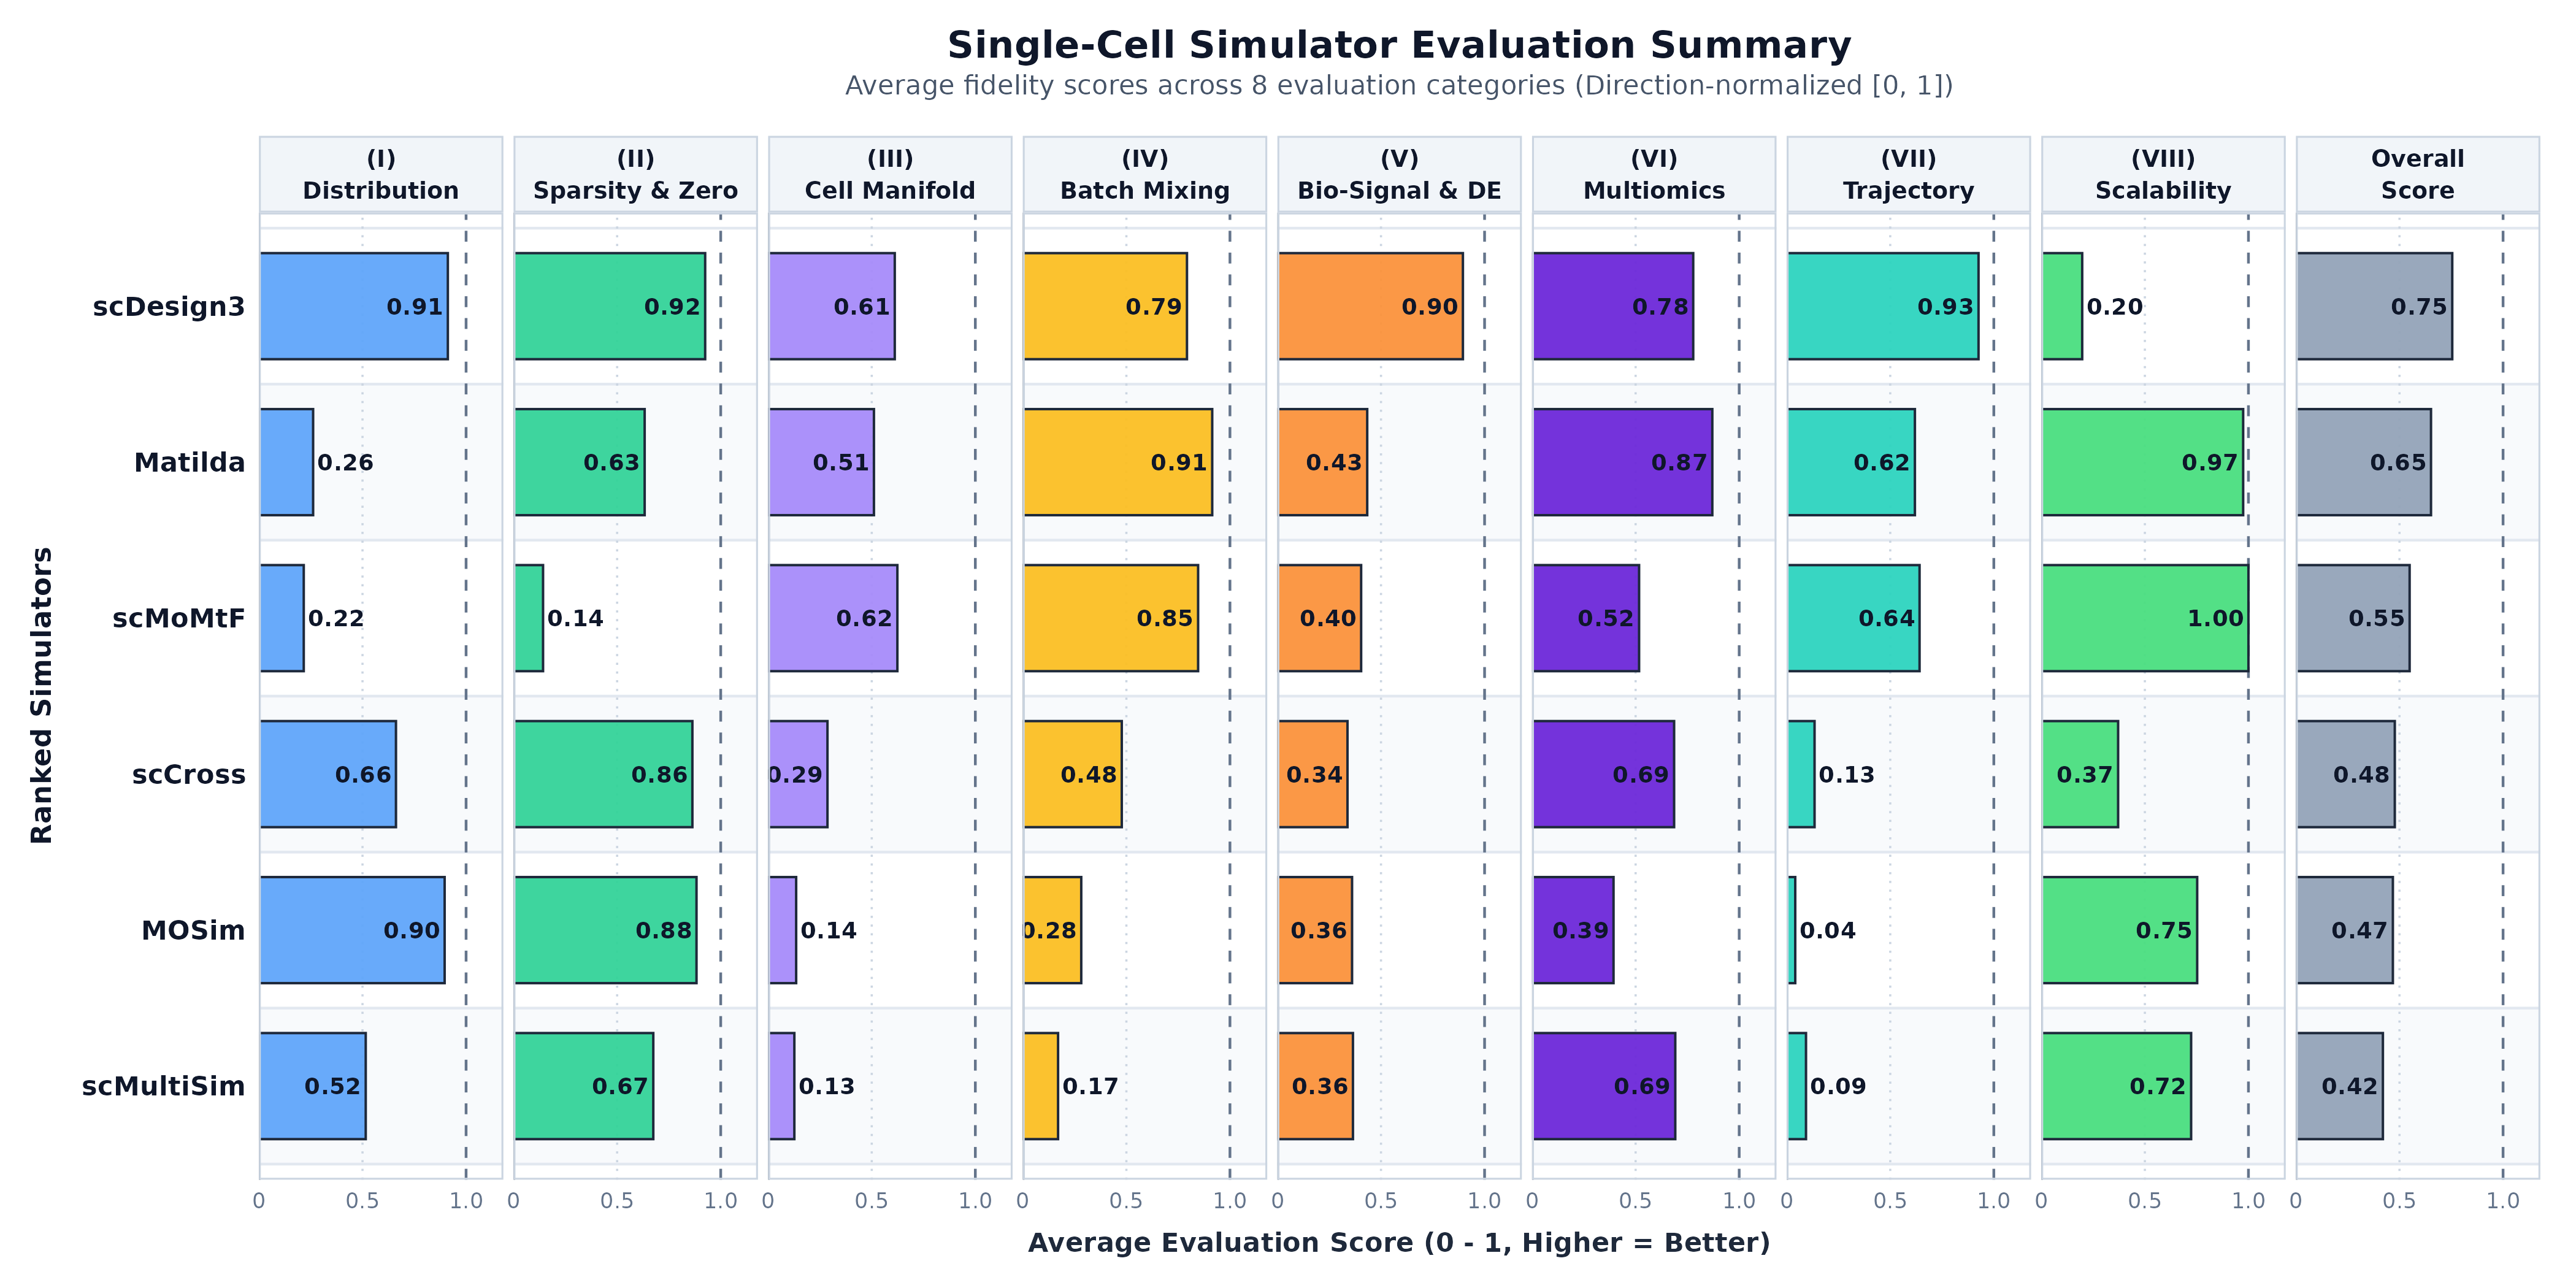 Single-Cell Simulator Evaluation Summary
Average fidelity scores across 8 evaluation categories (Direction-normalized [0, 1])
(I) (II) (III) (IV) (V) (VI) (VII) (VIII) Overall
Distribution Sparsity & Zero Cell Manifold Batch Mixing Bio-Signal & DE Multiomics Trajectory Scalability Score
Ranked Simulators
scDesign3 0.91 0.92 0.61 0.79 0.90 0.78 0.93 0.20 0.75
Matilda 0.26 0.63 0.51 0.91 0.43 0.87 0.62 0.97 0.65
scMoMtF 0.22 0.14 0.62 0.85 0.40 0.52 0.64 1.00 0.55
scCross 0.66 0.86 0.29 0.48 0.34 0.69 0.13 0.37 0.48
MOSim 0.90 0.88 0.14 0.28 0.36 0.39 0.04 0.75 0.47
scMultiSim 0.52 0.67 0.13 0.17 0.36 0.69 0.09 0.72 0.42
0 0.5 1.0 0 0.5 1.0 0 0.5 1.0 0 0.5 1.0 0 0.5 1.0 0 0.5 1.0 0 0.5 1.0 0 0.5 1.0 0 0.5 1.0
Average Evaluation Score (0 - 1, Higher = Better)